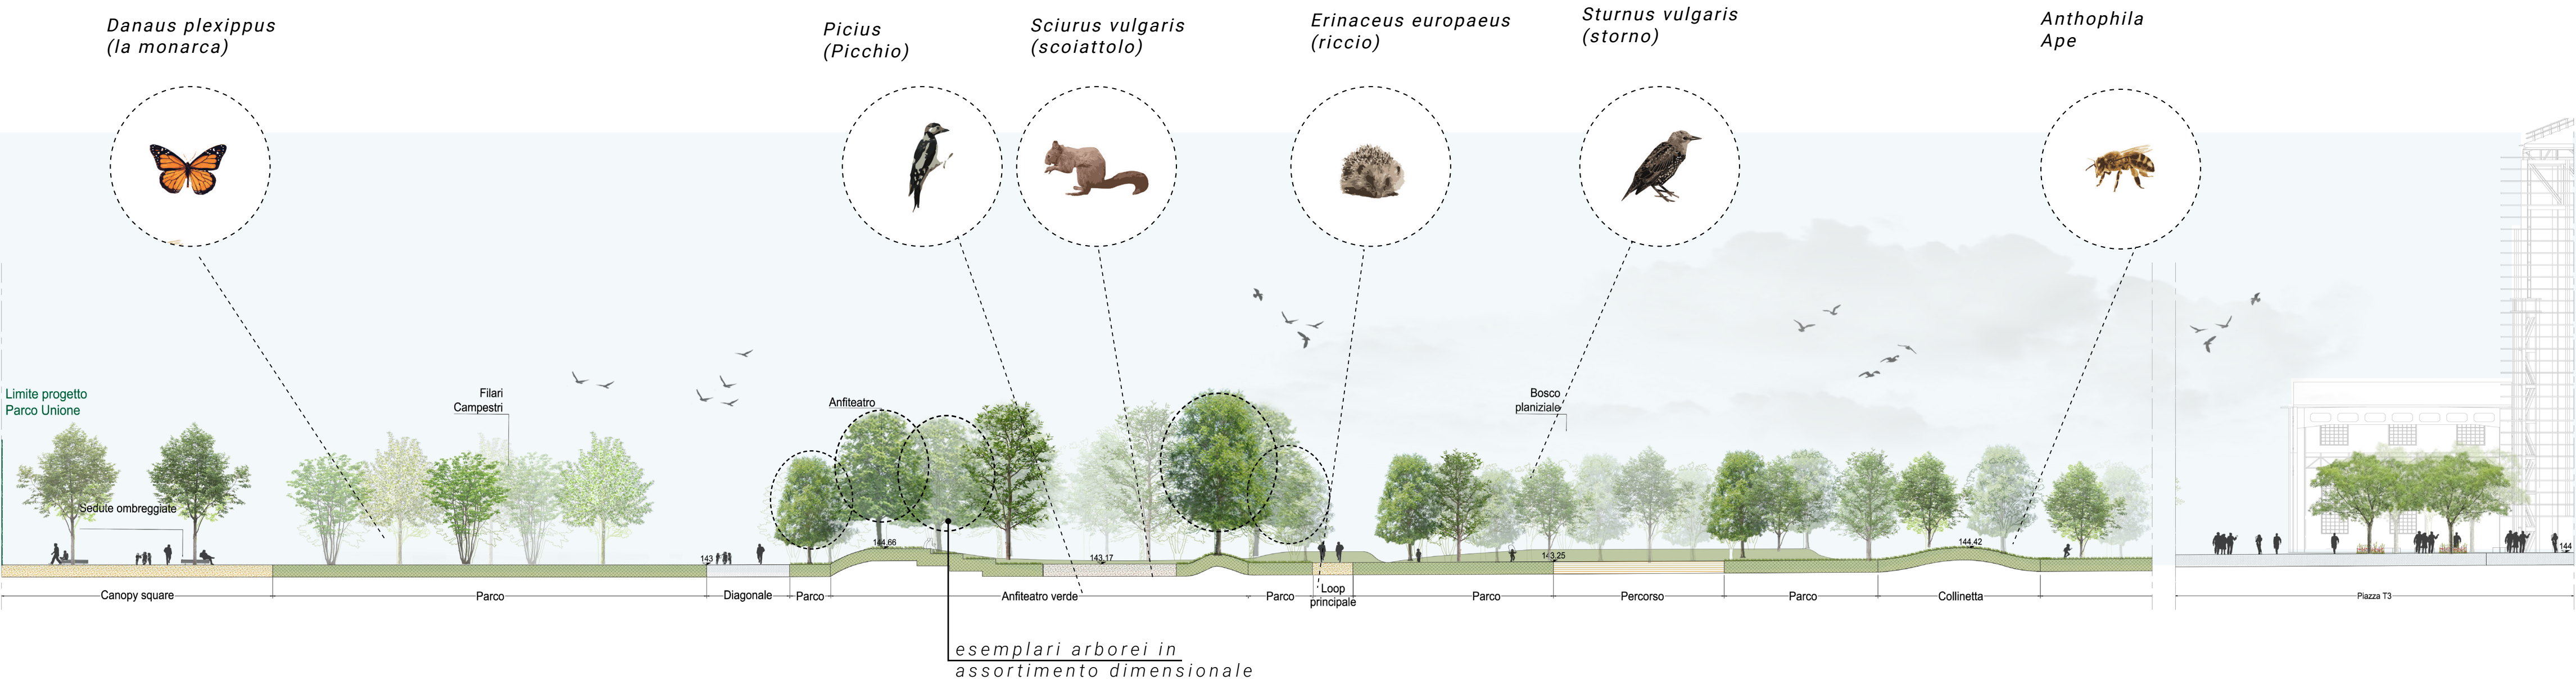 Danaus plexippus
(la monarca)
Picius
(Picchio)
Sciurus vulgaris
(scoiattolo)
Erinaceus europaeus
(riccio)
Sturnus vulgaris
(storno)
Anthophila
Ape
Limite progetto
Parco Unione
Filari
Campestri
Anfiteatro
Bosco
planiziale
Sedute ombreggiate
143
144,66
143,17
143,25
144,42
144
Canopy square
Parco
Diagonale
Parco
Anfiteatro verde
Parco
Loop
principale
Parco
Percorso
Parco
Collinetta
Piazza T3
esemplari arborei in
assortimento dimensionale